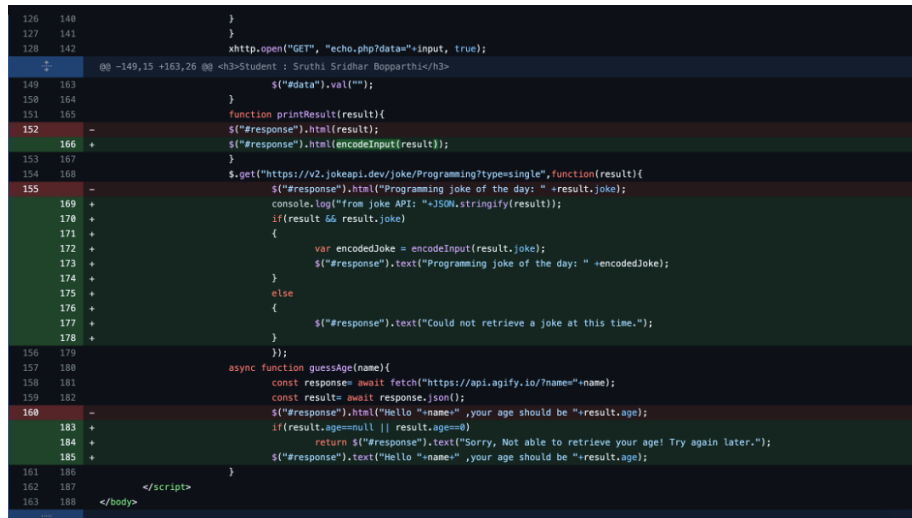 126 140 }
127 141 }
128 142 xhttp.open("GET", "echo.php?data="+input, true);
@@ -149,15 +163,26 @@ <h3>Student : Sruthi Sridhar Bopparthi</h3>
149 163 $("#data").val("");
150 164 }
151 165 function printResult(result){
152 - $("#response").html(result);
166 + $("#response").html(encodeInput(result));
153 167 }
154 168 $.get("https://v2.jokeapi.dev/joke/Programming?type=single",function(result){
155 - $("#response").html("Programming joke of the day: " +result.joke);
169 + console.log("from joke API: "+JSON.stringify(result));
170 + if(result && result.joke)
171 + {
172 + var encodedJoke = encodeInput(result.joke);
173 + $("#response").text("Programming joke of the day: " +encodedJoke);
174 + }
175 + else
176 + {
177 + $("#response").text("Could not retrieve a joke at this time.");
178 + }
156 179 });
157 180 async function guessAge(name){
158 181 const response= await fetch("https://api.agify.io/?name="+name);
159 182 const result= await response.json();
160 - $("#response").html("Hello "+name+" ,your age should be "+result.age);
183 + if(result.age==null || result.age==0)
184 + return $("#response").text("Sorry, Not able to retrieve your age! Try again later.");
185 + $("#response").text("Hello "+name+" ,your age should be "+result.age);
161 186 }
162 187 </script>
163 188 </body>